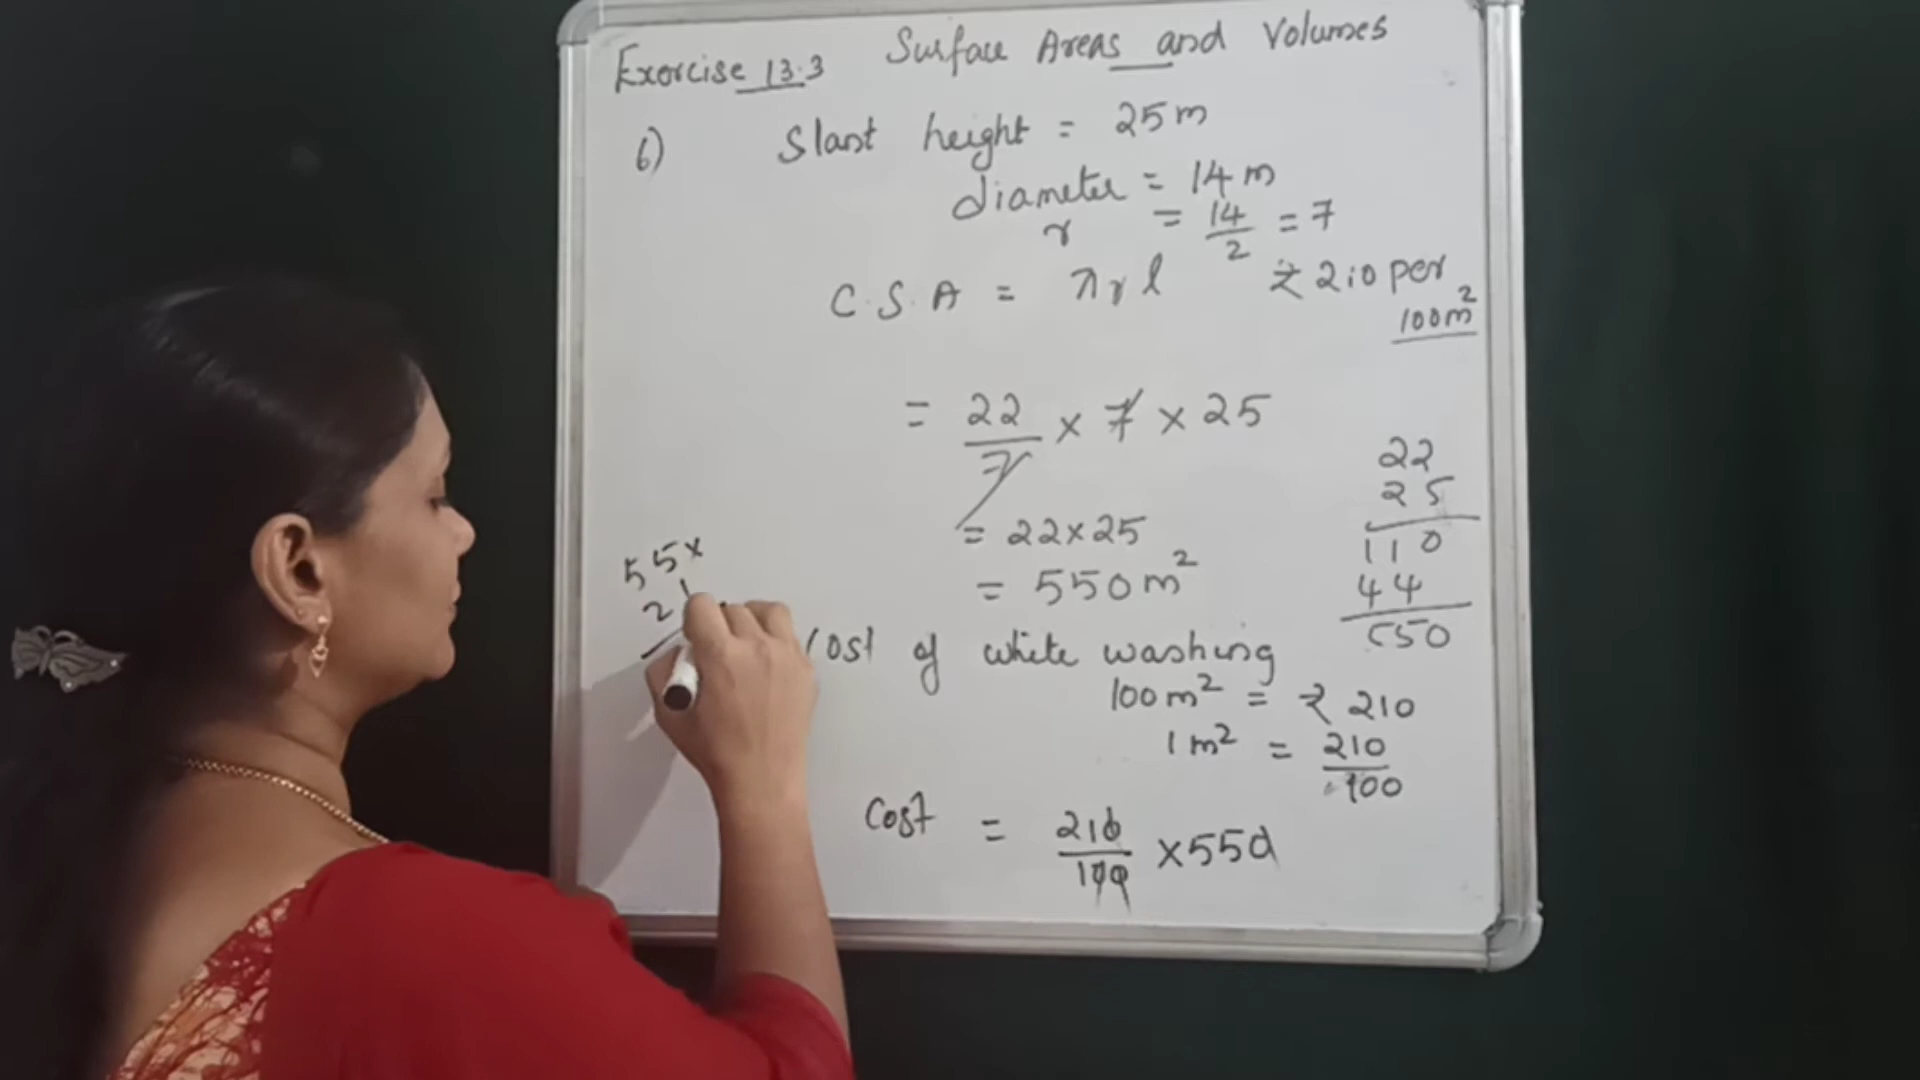 Exercise 13.3 Surface Areas and Volumes
6) Slant height = 25 m
diameter = 14 m
r = 14/2 = 7
C.S.A = πrl ₹ 210 per
100m²
= 22/7 × 7 × 25
= 22×25
= 550 m²
22
25
110
44
550
55×
21
Cost of white washing
100 m² = ₹ 210
1 m² = 210/100
Cost = 210/100 ×550